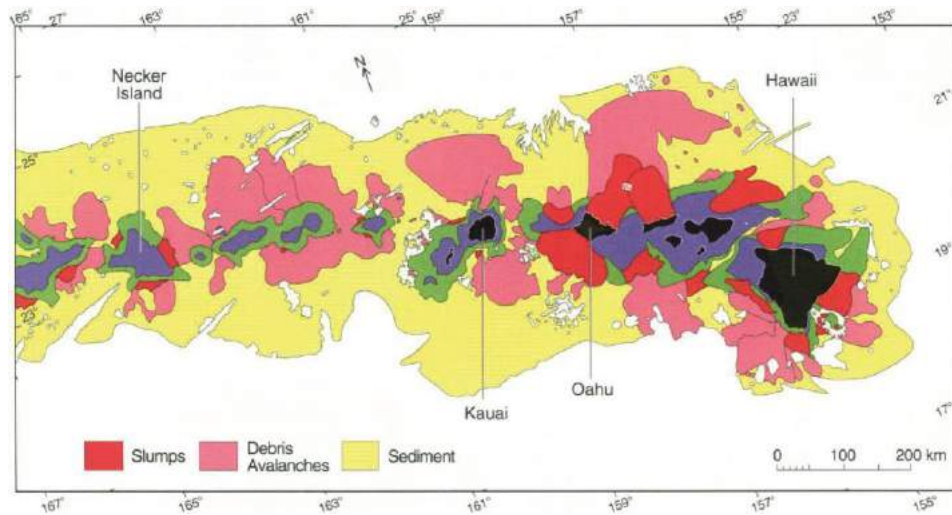 165° 27° 163° 161° 25° 159° 157° 155° 23° 153°
N
Necker
Island
Hawaii
21°
25°
19°
23°
Kauai
Oahu
17°
Slumps
Debris
Avalanches
Sediment
0 100 200 km
167° 165° 163° 161° 159° 157° 155°